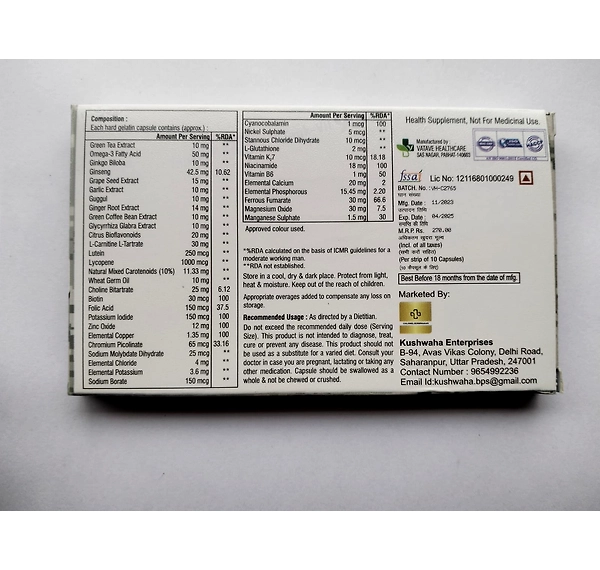 Composition :
Each hard gelatin capsule contains (approx.) :
Amount Per Serving %RDA*
Green Tea Extract 10 mg **
Omega-3 Fatty Acid 50 mg **
Ginkgo Biloba 10 mg **
Ginseng 42.5 mg 10,62
Grape Seed Extract 15 mg **
Garlic Extract 10 mg **
Guggul 10 mg **
Ginger Root Extract 14 mg **
Green Coffee Bean Extract 10 mg **
Glycyrrhiza Glabra Extract 10 mg **
Citrus Bioflavonoids 20 mg **
L-Carnitine L-Tartrate 30 mg **
Lutein 250 mcg **
Lycopene 1000 mcg **
Natural Mixed Carotenoids (10%) 11.33 mg **
Wheat Germ Oil 10 mg **
Choline Bitartrate 25 mg 6.12
Biotin 30 mcg 100
Folic Acid 150 mcg 37.5
Potassium Iodide 150 mcg 100
Zinc Oxide 12 mg 100
Elemental Copper 1.35 mg 100
Chromium Picolinate 65 mcg 33.16
Sodium Molybdate Dihydrate 25 mcg **
Elemental Chloride 4 mg **
Elemental Potassium 3.6 mg **
Sodium Borate 150 mcg **
Amount Per Serving %RDA*
Cyanocobalamin 1 mcg 100
Nickel Sulphate 5 mcg **
Stannous Chloride Dihydrate 10 mcg **
L-Glutathione 2 mg **
Vitamin K₂7 10 mcg 18.18
Niacinamide 18 mg 100
Vitamin B6 1 mg 50
Elemental Calcium 20 mg 2
Elemental Phosphorous 15.45 mg 2.20
Ferrous Fumarate 30 mg 66.6
Magnesium Oxide 30 mg 7.5
Manganese Sulphate 1.5 mg 30
Approved colour used.
*%RDA calculated on the basis of ICMR guidelines for a
moderate working man.
**%RDA not established.
Store in a cool, dry & dark place. Protect from light,
heat, & moisture. Keep out of the reach of children.
Appropriate overages added to compensate any loss on
storage.
Recommended Usage : As directed by a Dietitian.
Do not exceed the recommended daily dose (Serving
Size). This product is not intended to diagnose, treat,
cure or prevent any disease. This product should not
be used as a substitute for a varied diet. Consult your
doctor in case you are pregnant, lactating or taking any
other medication. Capsule should be swallowed as a
whole & not be chewed or crushed.
Health Supplement, Not For Medicinal Use.
Manufactured by:
VATAVE HEALTHCARE
SAS NAGAR, PABHAT-140603
fssai Lic No: 12116801000249
BATCH. No. :VH-C2765
Mfg. Date : 11/2023
उत्पादन तिथि
Exp. Date : 04/2025
समाप्ति की तिथि
M.R.P Rs. 270.00
अधिकतम खुदरा मूल्य
(Incl. of all taxes)
(सभी करों सहित)
(Per strip of 10 Capsules)
Best Before 18 months from the date of mfg.
Marketed By:
Kushwaha Enterprises
B-94, Avas Vikas Colony, Delhi Road,
Saharanpur, Uttar Pradesh, 247001
Contact Number : 9654992236
Email Id:kushwaha.bps@gmail.com